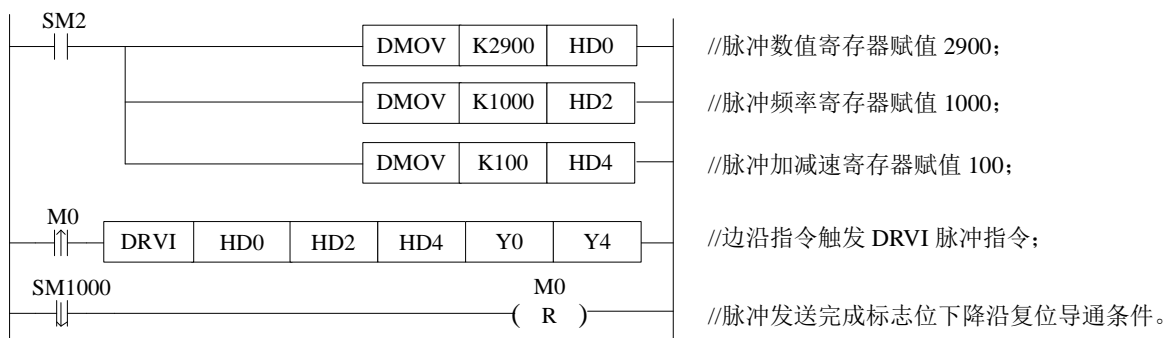 SM2
DMOV K2900 HD0 //脉冲数值寄存器赋值 2900；
DMOV K1000 HD2 //脉冲频率寄存器赋值 1000；
DMOV K100 HD4 //脉冲加减速寄存器赋值 100；
M0
DRVI HD0 HD2 HD4 Y0 Y4 //边沿指令触发 DRVI 脉冲指令；
SM1000 M0
( R ) //脉冲发送完成标志位下降沿复位导通条件。